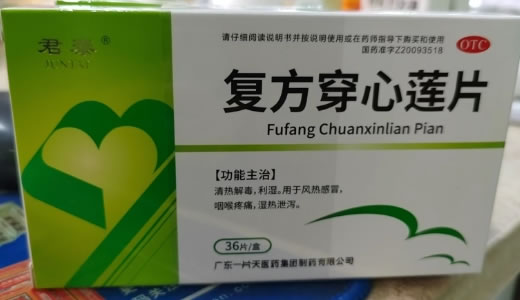 君泰®
JUNTAI
请仔细阅读说明书并按说明使用或在药师指导下购买和使用
国药准字Z20093518
OTC
复方穿心莲片
Fufang Chuanxinlian Pian
【功能主治】
清热解毒，利湿。用于风热感冒，
咽喉疼痛，湿热泄泻。
36片/盒
广东一片天医药集团制药有限公司